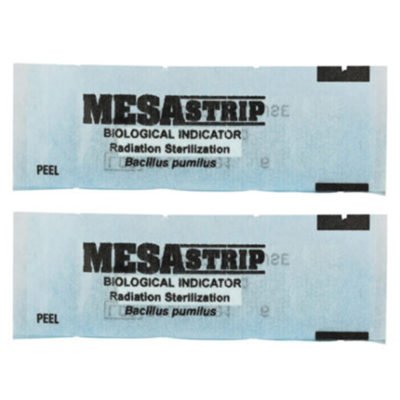 MESASTRIP
BIOLOGICAL INDICATOR
Radiation Sterilization
Bacillus pumilus
PEEL
MESASTRIP
BIOLOGICAL INDICATOR
Radiation Sterilization
Bacillus pumilus
PEEL